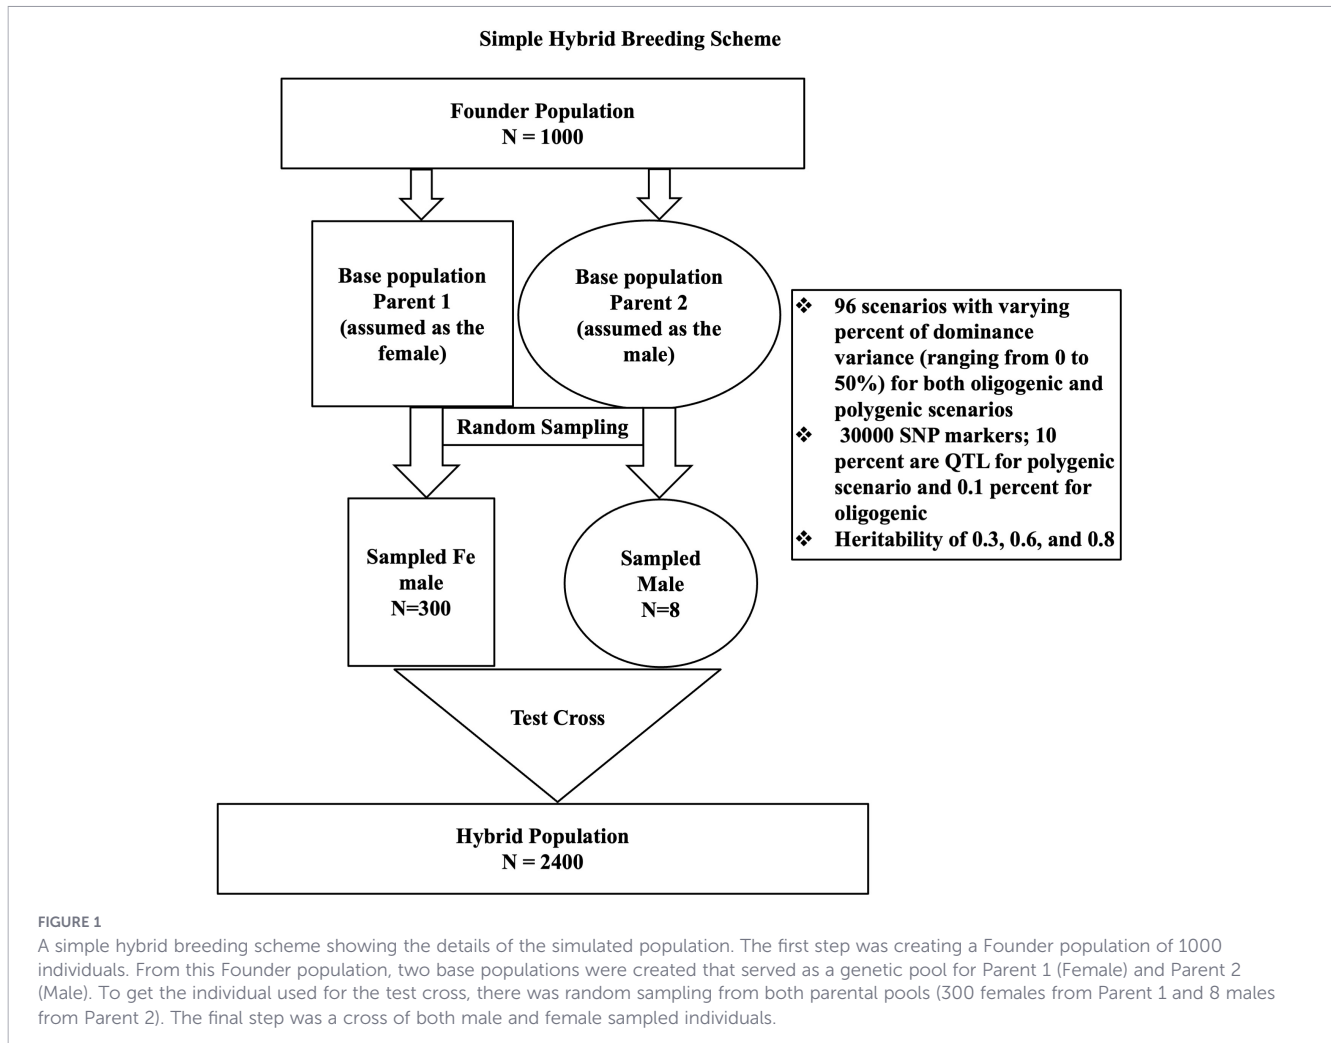 Simple Hybrid Breeding Scheme
Founder Population
N = 1000
Base population
Parent 1
(assumed as the
female)
Base population
Parent 2
(assumed as the
male)
❖ 96 scenarios with varying
percent of dominance
variance (ranging from 0 to
50%) for both oligogenic and
polygenic scenarios
❖ 30000 SNP markers; 10
percent are QTL for polygenic
scenario and 0.1 percent for
oligogenic
❖ Heritability of 0.3, 0.6, and 0.8
Random Sampling
Sampled Fe
male
N=300
Sampled
Male
N=8
Test Cross
Hybrid Population
N = 2400
FIGURE 1
A simple hybrid breeding scheme showing the details of the simulated population. The first step was creating a Founder population of 1000
individuals. From this Founder population, two base populations were created that served as a genetic pool for Parent 1 (Female) and Parent 2
(Male). To get the individual used for the test cross, there was random sampling from both parental pools (300 females from Parent 1 and 8 males
from Parent 2). The final step was a cross of both male and female sampled individuals.